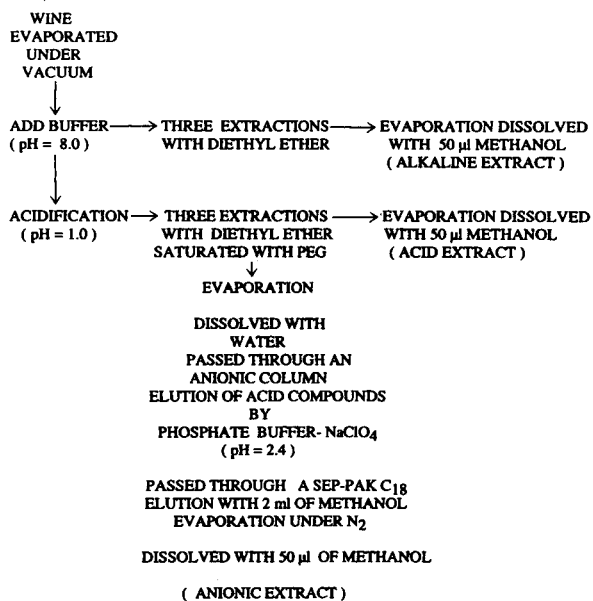 WINE
EVAPORATED
UNDER
VACUUM
ADD BUFFER THREE EXTRACTIONS EVAPORATION DISSOLVED
( pH = 8.0 ) WITH DIETHYL ETHER WITH 50 µl METHANOL
( ALKALINE EXTRACT )
ACIDIFICATION THREE EXTRACTIONS EVAPORATION DISSOLVED
( pH = 1.0 ) WITH DIETHYL ETHER WITH 50 µl METHANOL
SATURATED WITH PEG ( ACID EXTRACT )
EVAPORATION
DISSOLVED WITH
WATER
PASSED THROUGH AN
ANIONIC COLUMN
ELUTION OF ACID COMPOUNDS
BY
PHOSPHATE BUFFER- NaClO4
( pH = 2.4 )
PASSED THROUGH A SEP-PAK C18
ELUTION WITH 2 ml OF METHANOL
EVAPORATION UNDER N2
DISSOLVED WITH 50 µl OF METHANOL
( ANIONIC EXTRACT )